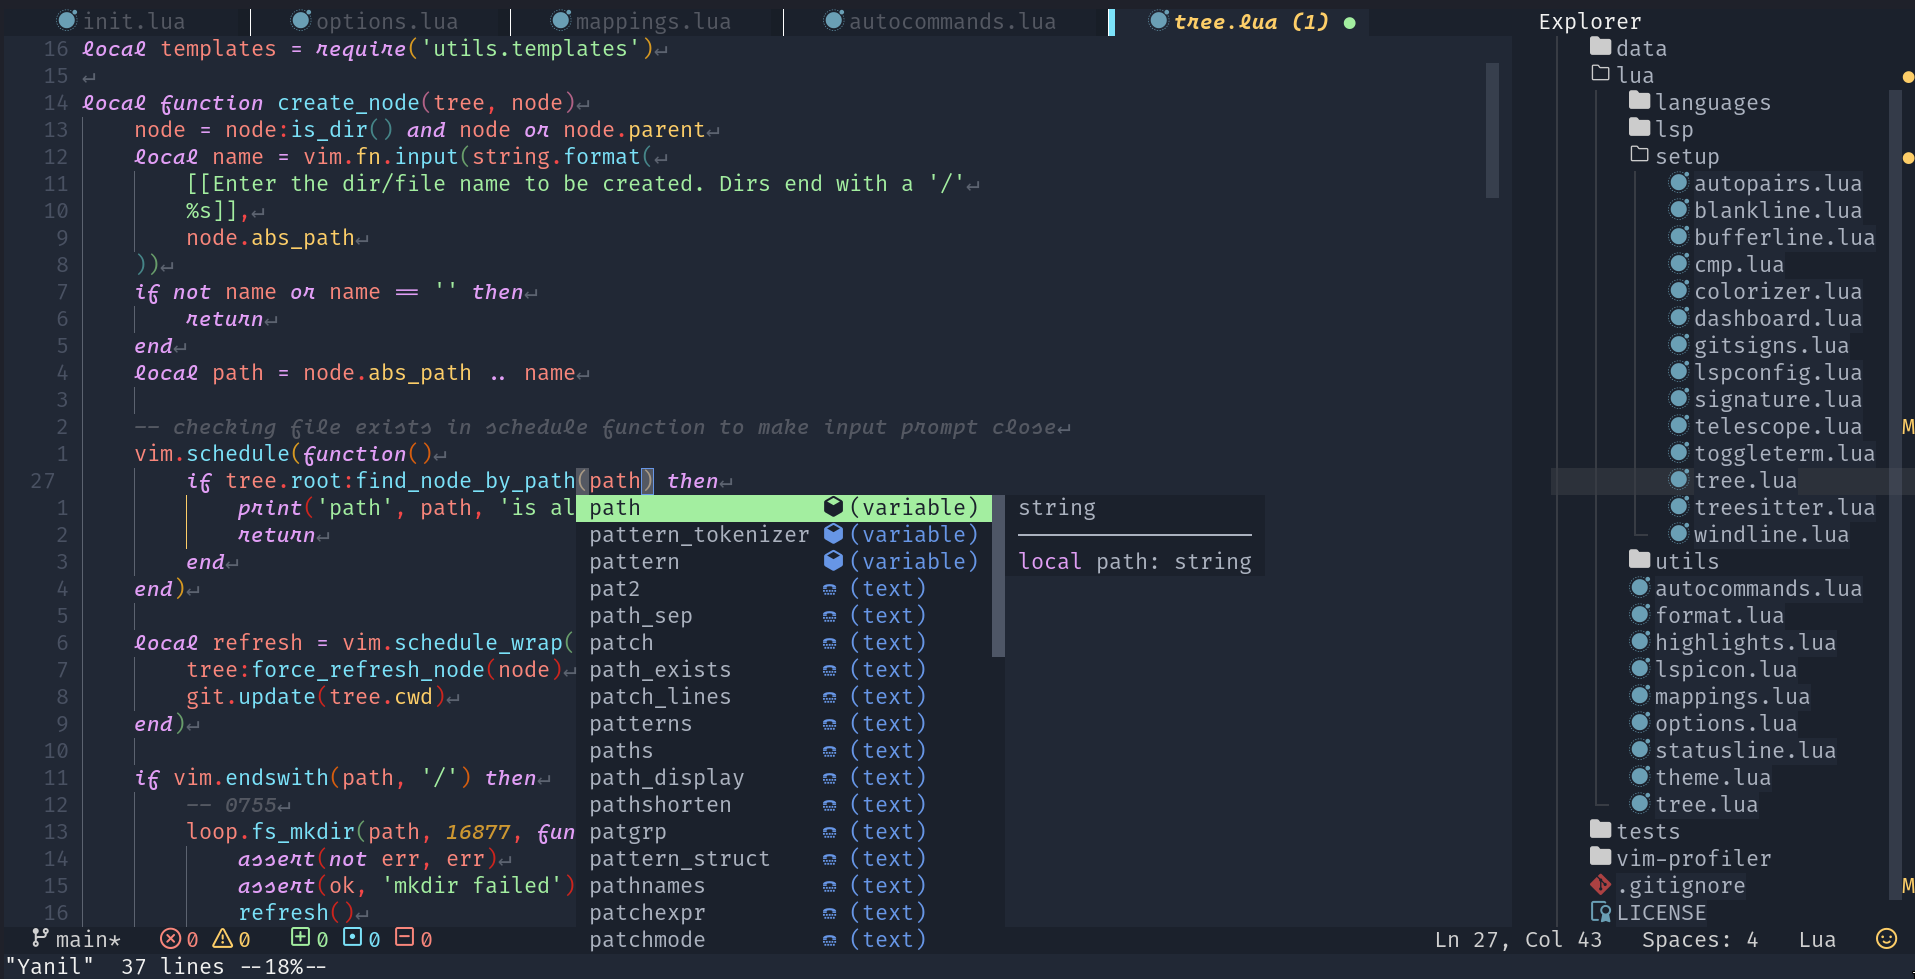 init.lua options.lua mappings.lua autocommands.lua tree.lua (1) ●
16 local templates = require('utils.templates')↵
15 ↵
14 local function create_node(tree, node)↵
13 node = node:is_dir() and node or node.parent↵
12 local name = vim.fn.input(string.format(↵
11 [[Enter the dir/file name to be created. Dirs end with a '/'↵
10 %s]],↵
9 node.abs_path↵
8 ))↵
7 if not name or name == '' then↵
6 return↵
5 end↵
4 local path = node.abs_path .. name↵
3
2 -- checking file exists in schedule function to make input prompt close↵
1 vim.schedule(function()↵
27 if tree.root:find_node_by_path(path) then↵
1 print('path', path, 'is al
2 return↵
3 end↵
4 end)↵
5
6 local refresh = vim.schedule_wrap(
7 tree:force_refresh_node(node)↵
8 git.update(tree.cwd)↵
9 end)↵
10
11 if vim.endswith(path, '/') then↵
12 -- 0755↵
13 loop.fs_mkdir(path, 16877, fun
14 assert(not err, err)↵
15 assert(ok, 'mkdir failed')
16 refresh()↵
path (variable)
pattern_tokenizer (variable)
pattern (variable)
pat2 (text)
path_sep (text)
patch (text)
path_exists (text)
patch_lines (text)
patterns (text)
paths (text)
path_display (text)
pathshorten (text)
patgrp (text)
pattern_struct (text)
pathnames (text)
patchexpr (text)
patchmode (text)
string
local path: string
Explorer
data
lua
languages
lsp
setup
autopairs.lua
blankline.lua
bufferline.lua
cmp.lua
colorizer.lua
dashboard.lua
gitsigns.lua
lspconfig.lua
signature.lua
telescope.lua M
toggleterm.lua
tree.lua
treesitter.lua
windline.lua
utils
autocommands.lua
format.lua
highlights.lua
lspicon.lua
mappings.lua
options.lua
statusline.lua
theme.lua
tree.lua
tests
vim-profiler
.gitignore M
LICENSE
main* 0 0 0 0 0 Ln 27, Col 43 Spaces: 4 Lua
"Yanil" 37 lines --18%--